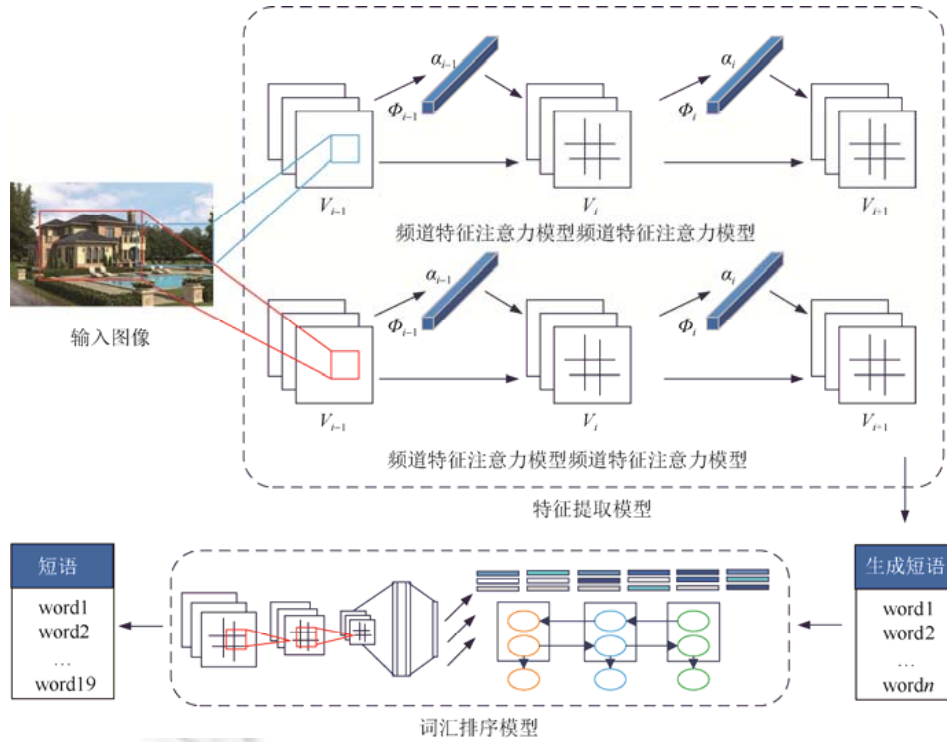 α_{i-1}
α_i
Φ_{i-1}
Φ_i
V_{i-1}
V_i
V_{i+1}
频道特征注意力模型频道特征注意力模型
输入图像
α_{i-1}
α_i
Φ_{i-1}
Φ_i
V_{i-1}
V_i
V_{i+1}
频道特征注意力模型频道特征注意力模型
特征提取模型
短语
word1
word2
…
word19
词汇排序模型
生成短语
word1
word2
…
wordn